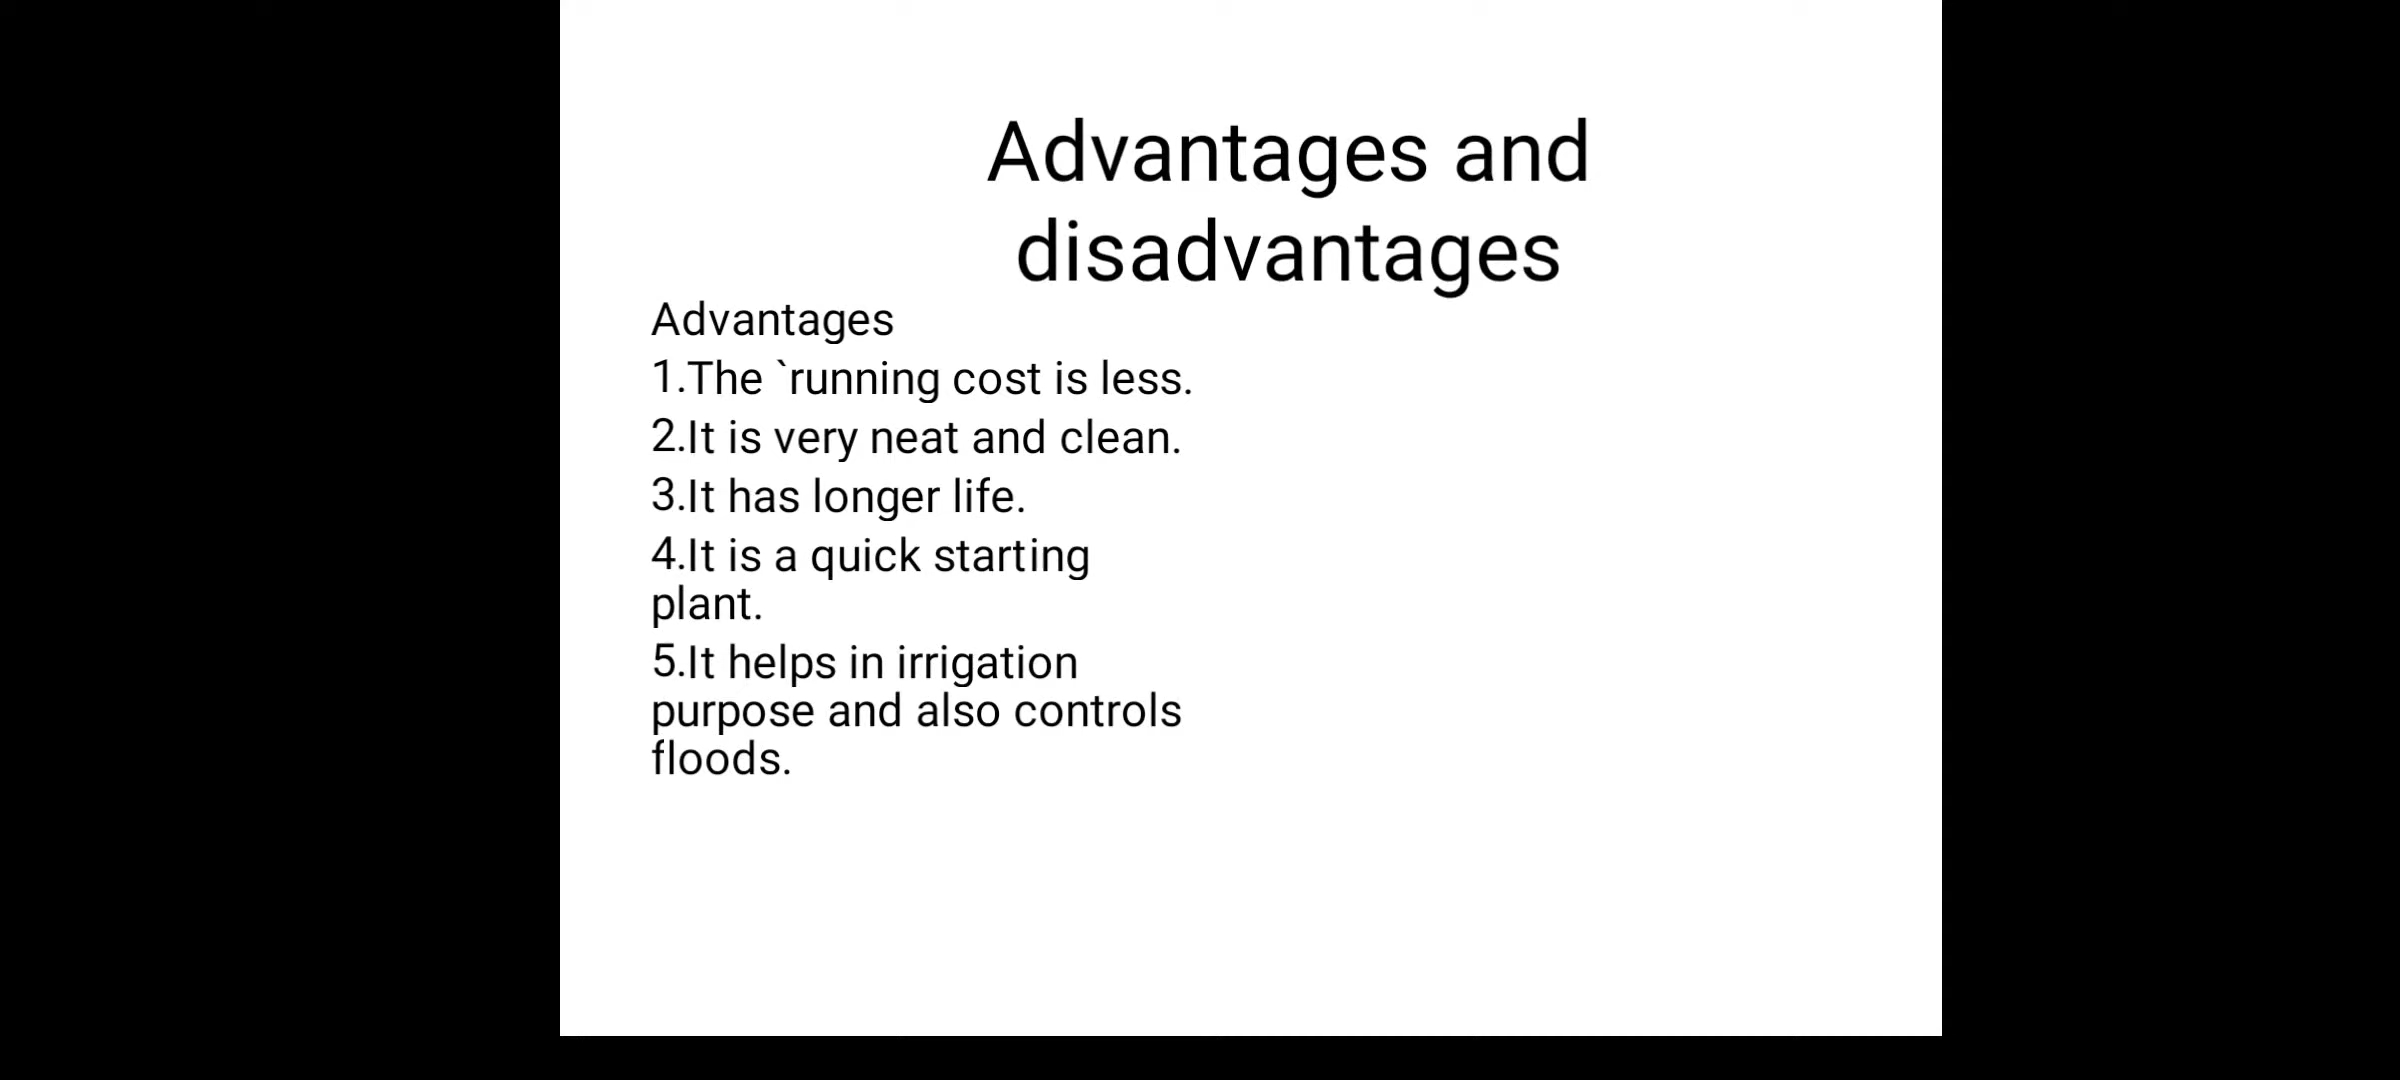 Advantages and
disadvantages
Advantages
1.The `running cost is less.
2.It is very neat and clean.
3.It has longer life.
4.It is a quick starting
plant.
5.It helps in irrigation
purpose and also controls
floods.